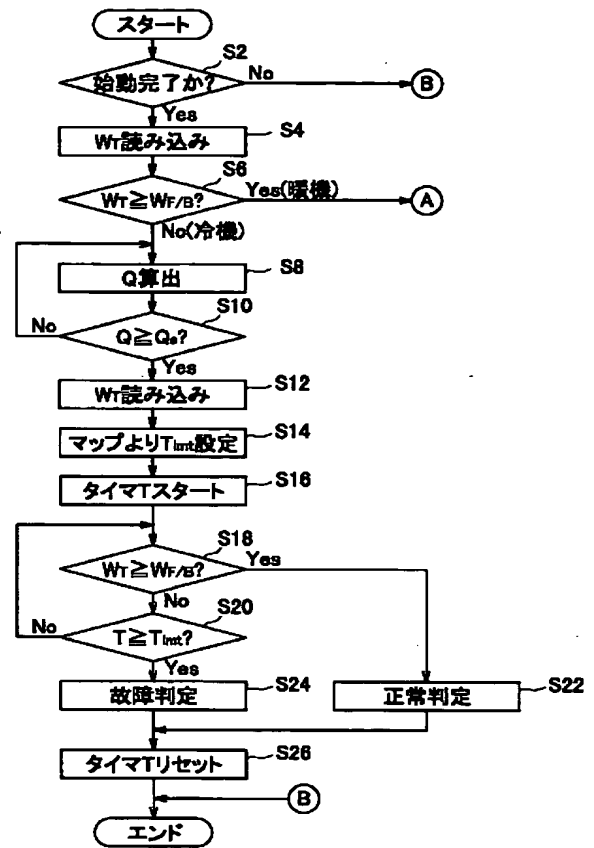 スタート
S2
始動完了か?
No
B
Yes
S4
WT読み込み
S6
WT≧WF/B?
Yes(暖機)
A
No(冷機)
S8
Q算出
S10
No
Q≧Qs?
Yes
S12
WT読み込み
S14
マップよりTlmt設定
S16
タイマTスタート
S18
WT≧WF/B?
Yes
No
S20
No
T≧Tlmt?
Yes
S24
故障判定
S22
正常判定
S26
タイマTリセット
B
エンド